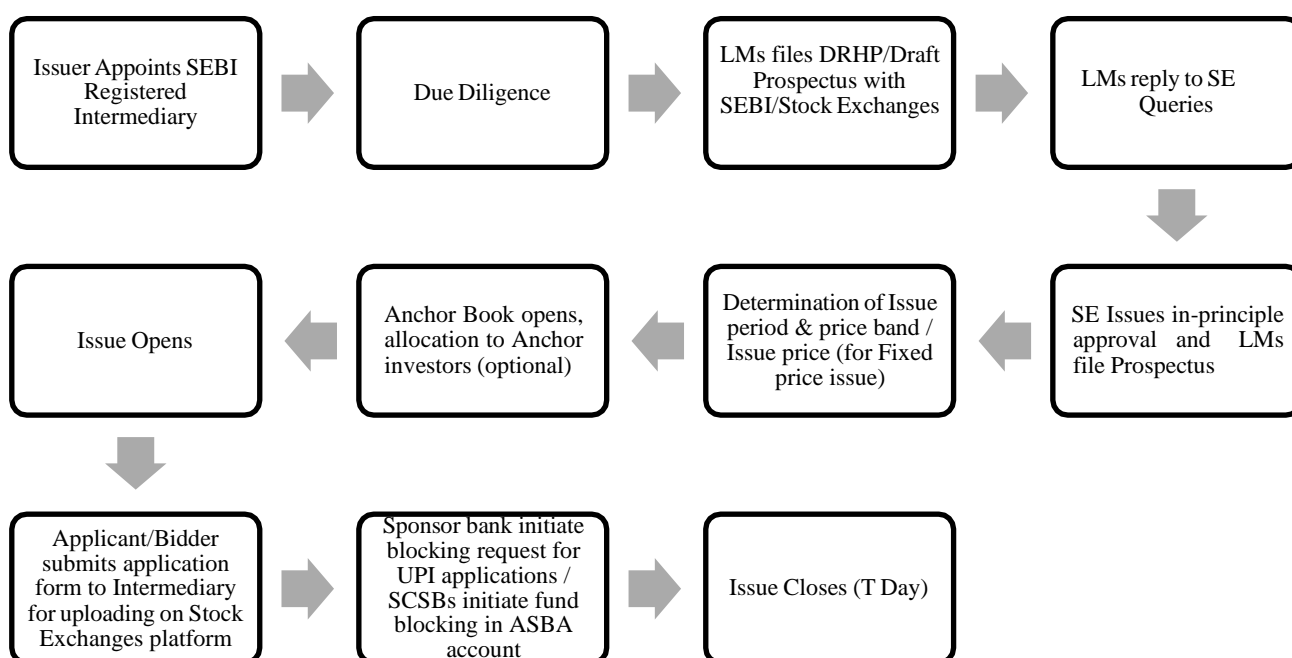 Issuer Appoints SEBI
Registered
Intermediary
Due Diligence
LMs files DRHP/Draft
Prospectus with
SEBI/Stock Exchanges
LMs reply to SE
Queries
Issue Opens
Anchor Book opens,
allocation to Anchor
investors (optional)
Determination of Issue
period & price band /
Issue price (for Fixed
price issue)
SE Issues in-principle
approval and LMs
file Prospectus
Applicant/Bidder
submits application
form to Intermediary
for uploading on Stock
Exchanges platform
Sponsor bank initiate
blocking request for
UPI applications /
SCSBs initiate fund
blocking in ASBA
account
Issue Closes (T Day)